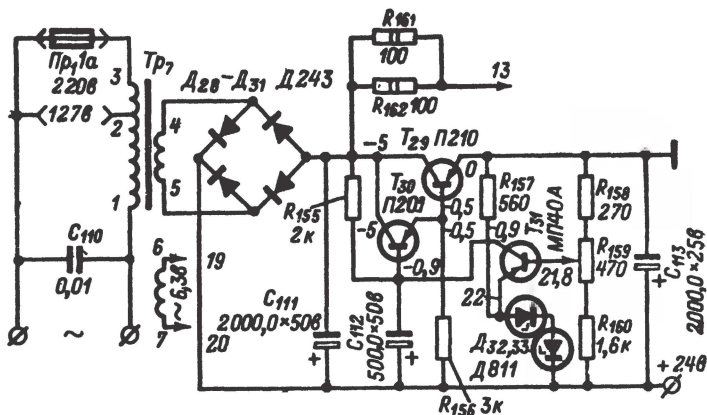 R161
100
Пр1 1а
220в
3
Тр7
Д28-Д31 Д243
R162 100
13
127в
2
4
-5
Т29 П210
0
1
5
R155
2к
Т30
П201
-5
-0,5
-0,5
-0,9
R157
560
-0,9
Т31
МП40А
R158
270
21,8
R159
470
С113
2000,0×25в
+
С110
0,01
6
~6,3в
7
19
20
С111
2000,0×50в
+
С112
500,0×50в
+
22
Д32,33
Д811
R160
1,6к
+24в
~
R156 3к